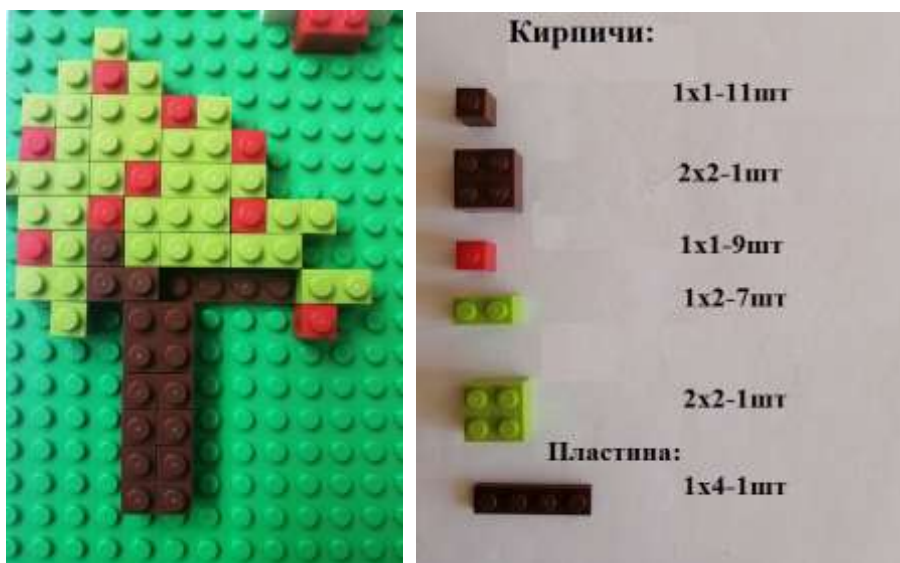 Кирпичи:
1х1-11шт
2х2-1шт
1х1-9шт
1х2-7шт
2х2-1шт
Пластина:
1х4-1шт